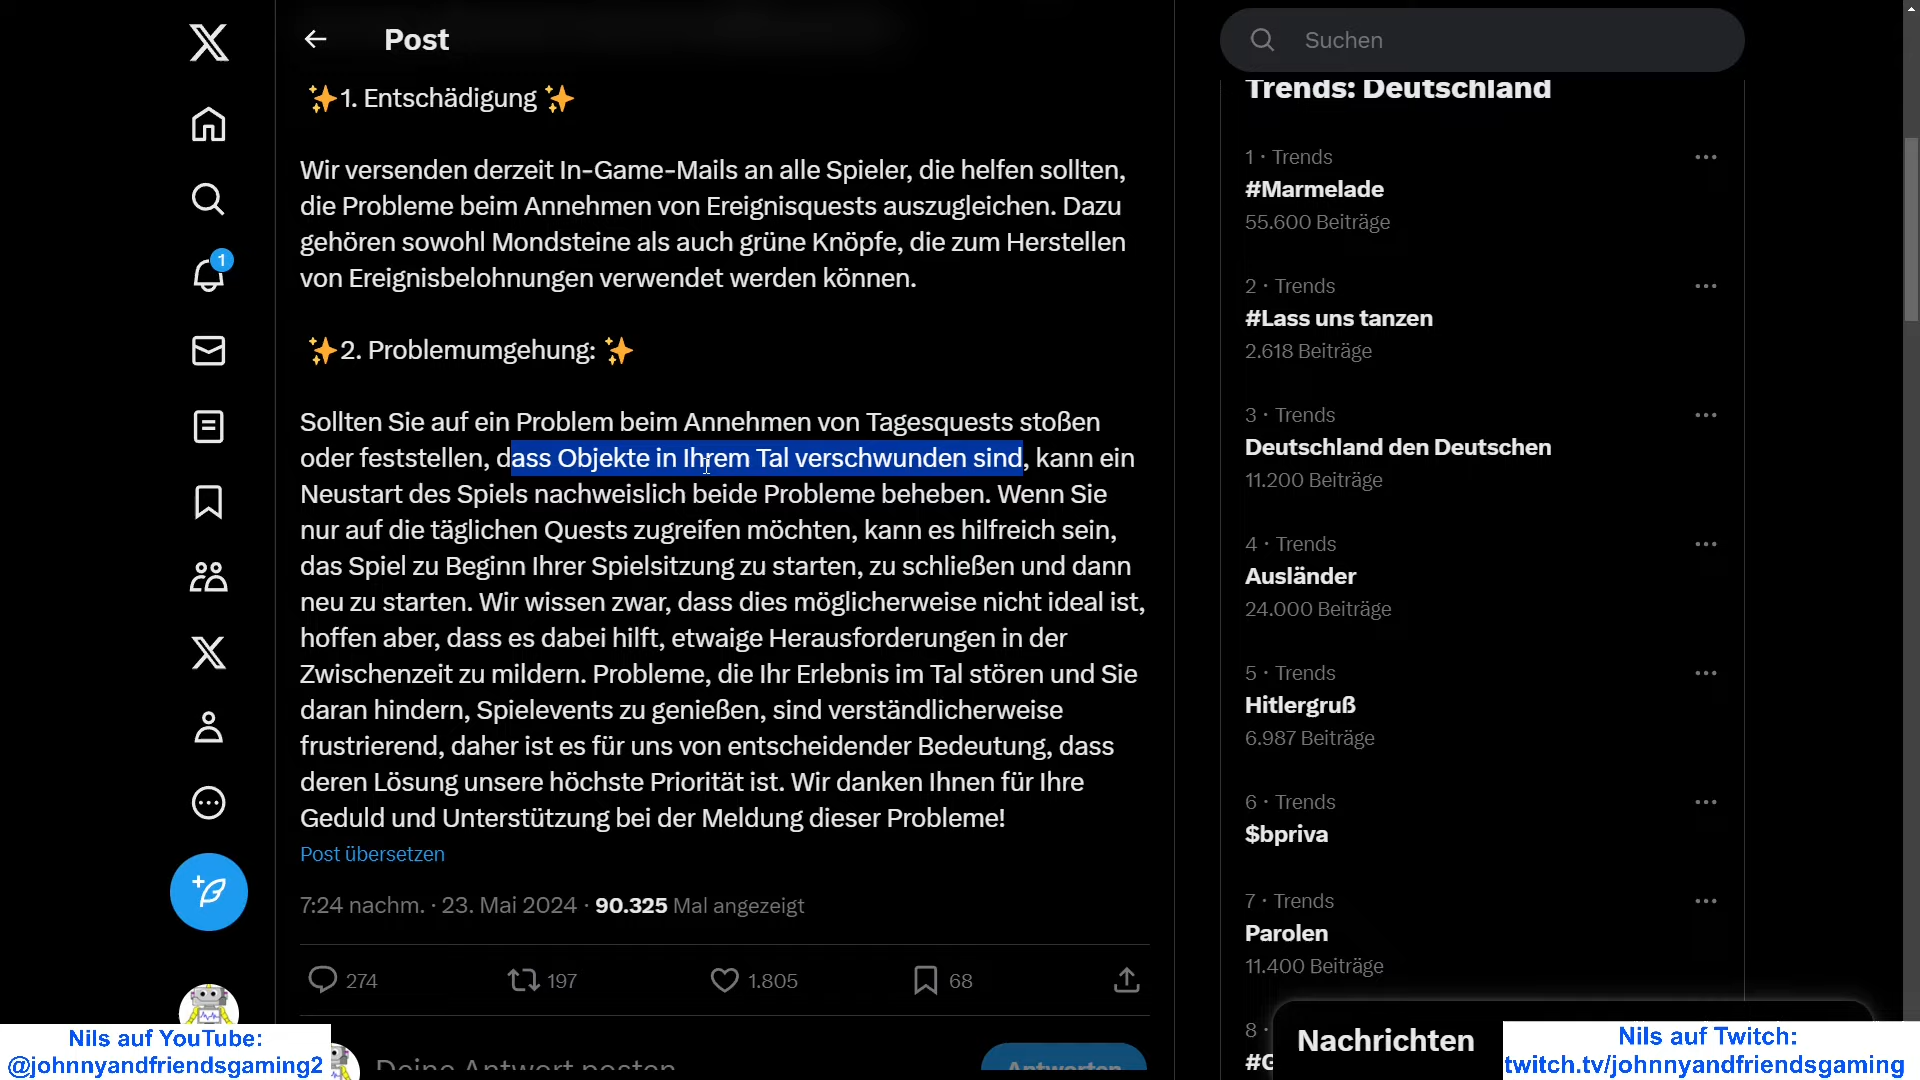 Post
Suchen
✨1. Entschädigung ✨
Wir versenden derzeit In-Game-Mails an alle Spieler, die helfen sollten,
die Probleme beim Annehmen von Ereignisquests auszugleichen. Dazu
gehören sowohl Mondsteine als auch grüne Knöpfe, die zum Herstellen
von Ereignisbelohnungen verwendet werden können.
✨2. Problemumgehung: ✨
Sollten Sie auf ein Problem beim Annehmen von Tagesquests stoßen
oder feststellen, dass Objekte in Ihrem Tal verschwunden sind, kann ein
Neustart des Spiels nachweislich beide Probleme beheben. Wenn Sie
nur auf die täglichen Quests zugreifen möchten, kann es hilfreich sein,
das Spiel zu Beginn Ihrer Spielsitzung zu starten, zu schließen und dann
neu zu starten. Wir wissen zwar, dass dies möglicherweise nicht ideal ist,
hoffen aber, dass es dabei hilft, etwaige Herausforderungen in der
Zwischenzeit zu mildern. Probleme, die Ihr Erlebnis im Tal stören und Sie
daran hindern, Spielevents zu genießen, sind verständlicherweise
frustrierend, daher ist es für uns von entscheidender Bedeutung, dass
deren Lösung unsere höchste Priorität ist. Wir danken Ihnen für Ihre
Geduld und Unterstützung bei der Meldung dieser Probleme!
Post übersetzen
7:24 nachm. · 23. Mai 2024 · 90.325 Mal angezeigt
274 197 1.805 68
Deine Antwort posten
Antworten
1
Trends: Deutschland
1 · Trends
#Marmelade
55.600 Beiträge
2 · Trends
#Lass uns tanzen
2.618 Beiträge
3 · Trends
Deutschland den Deutschen
11.200 Beiträge
4 · Trends
Ausländer
24.000 Beiträge
5 · Trends
Hitlergruß
6.987 Beiträge
6 · Trends
$bpriva
7 · Trends
Parolen
11.400 Beiträge
8 ·
Nachrichten
Nils auf YouTube:
@johnnyandfriendsgaming2
Nils auf Twitch:
twitch.tv/johnnyandfriendsgaming